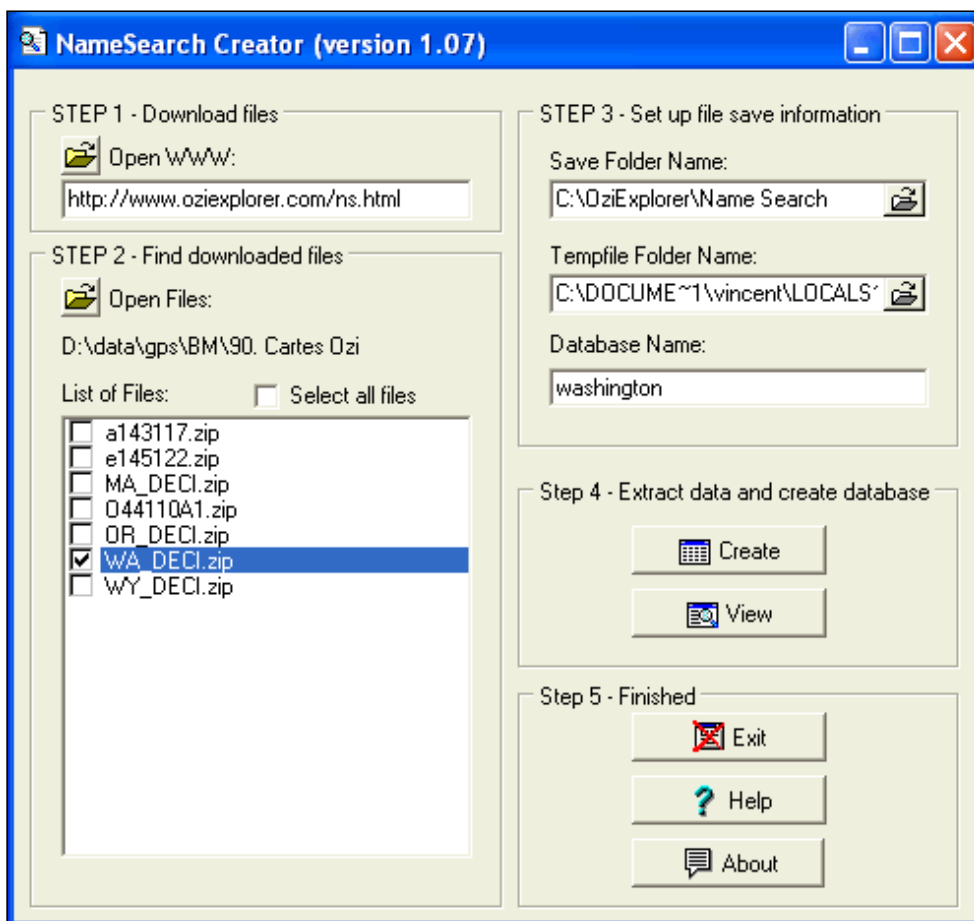 NameSearch Creator (version 1.07)
STEP 1 - Download files
Open WWW:
http://www.oziexplorer.com/ns.html
STEP 2 - Find downloaded files
Open Files:
D:\data\gps\BM\90. Cartes Ozi
List of Files:
Select all files
a143117.zip
e145122.zip
MA_DECI.zip
O44110A1.zip
OR_DECI.zip
WA_DECI.zip
WY_DECI.zip
STEP 3 - Set up file save information
Save Folder Name:
C:\OziExplorer\Name Search
Tempfile Folder Name:
C:\DOCUME~1\vincent\LOCALS~
Database Name:
washington
Step 4 - Extract data and create database
Create
View
Step 5 - Finished
Exit
Help
About